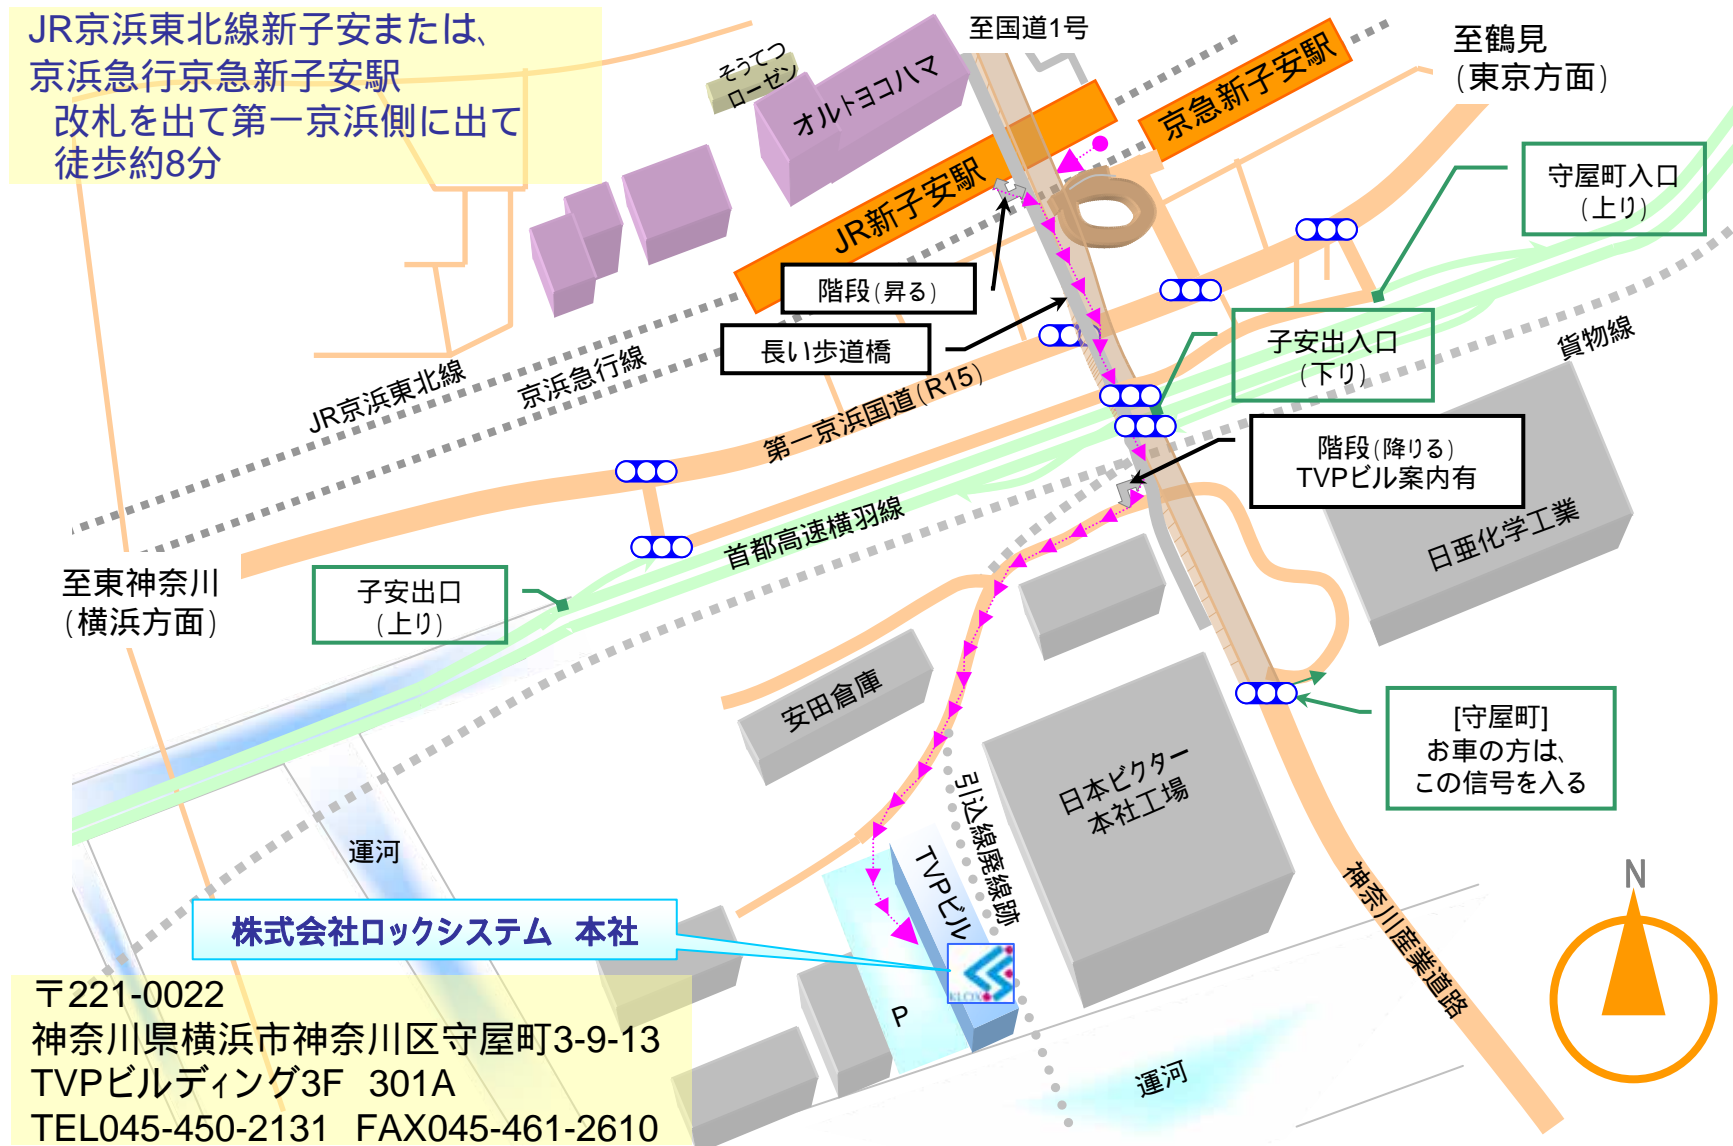 JR京浜東北線新子安または、
京浜急行京急新子安駅
改札を出て第一京浜側に出て
徒歩約8分
至国道1号
至鶴見
(東京方面)
そうてつ
ローゼン
オルトヨコハマ
京急新子安駅
JR新子安駅
守屋町入口
(上り)
階段(昇る)
長い歩道橋
子安出入口
(下り)
貨物線
JR京浜東北線
京浜急行線
第一京浜国道(R15)
階段(降りる)
TVPビル案内有
首都高速横羽線
日亜化学工業
至東神奈川
(横浜方面)
子安出口
(上り)
安田倉庫
[守屋町]
お車の方は、
この信号を入る
日本ビクター
本社工場
引込線廃線跡
運河
TVPビル
神奈川産業道路
N
株式会社ロックシステム 本社
KLOX
P
運河
〒221-0022
神奈川県横浜市神奈川区守屋町3-9-13
TVPビルディング3F 301A
TEL045-450-2131 FAX045-461-2610